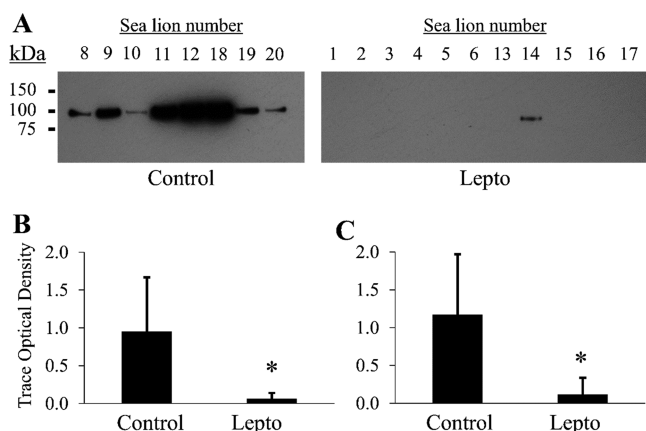 A
Sea lion number
Sea lion number
kDa
8 9 10 11 12 18 19 20
1 2 3 4 5 6 13 14 15 16 17
150
100
75
Control
Lepto
B
C
Trace Optical Density
2.0
1.5
1.0
0.5
0.0
*
Control
Lepto
2.0
1.5
1.0
0.5
0.0
*
Control
Lepto